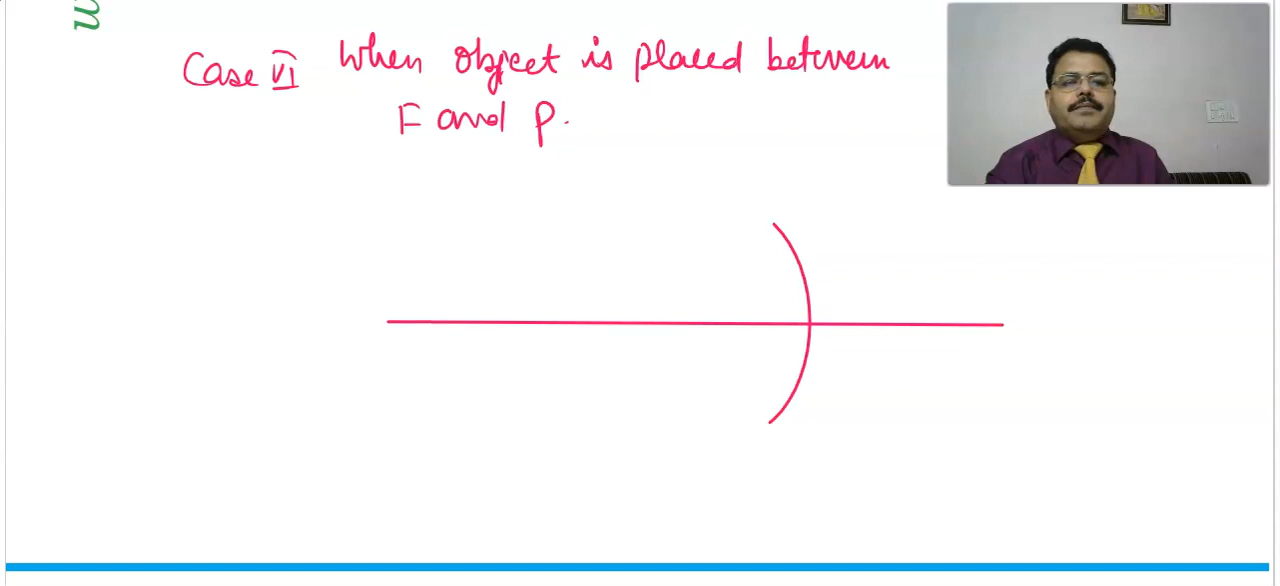 Case VI When object is placed between
F and P.